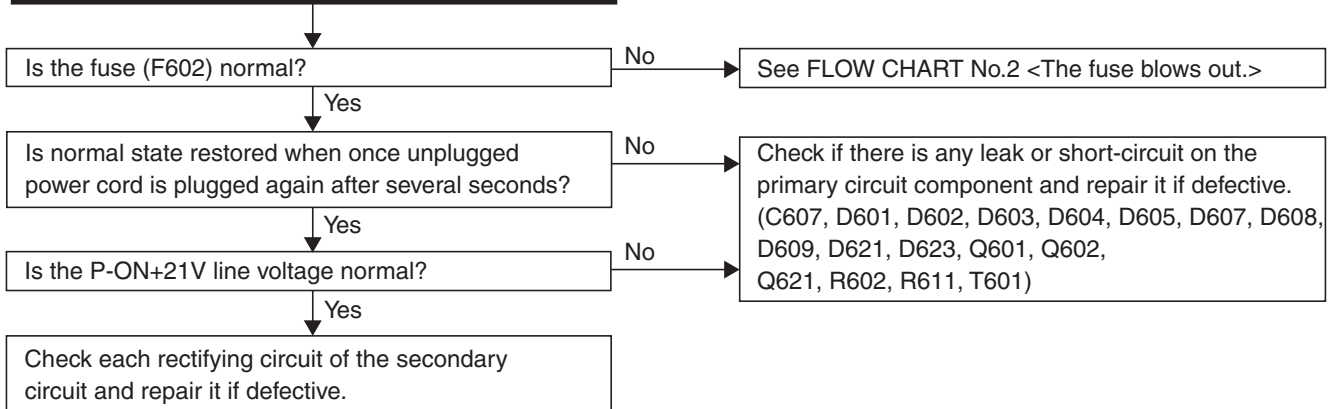 Is the fuse (F602) normal?
No
See FLOW CHART No.2 <The fuse blows out.>
Yes
Is normal state restored when once unplugged
power cord is plugged again after several seconds?
No
Check if there is any leak or short-circuit on the
primary circuit component and repair it if defective.
(C607, D601, D602, D603, D604, D605, D607, D608,
D609, D621, D623, Q601, Q602,
Q621, R602, R611, T601)
Yes
Is the P-ON+21V line voltage normal?
No
Yes
Check each rectifying circuit of the secondary
circuit and repair it if defective.